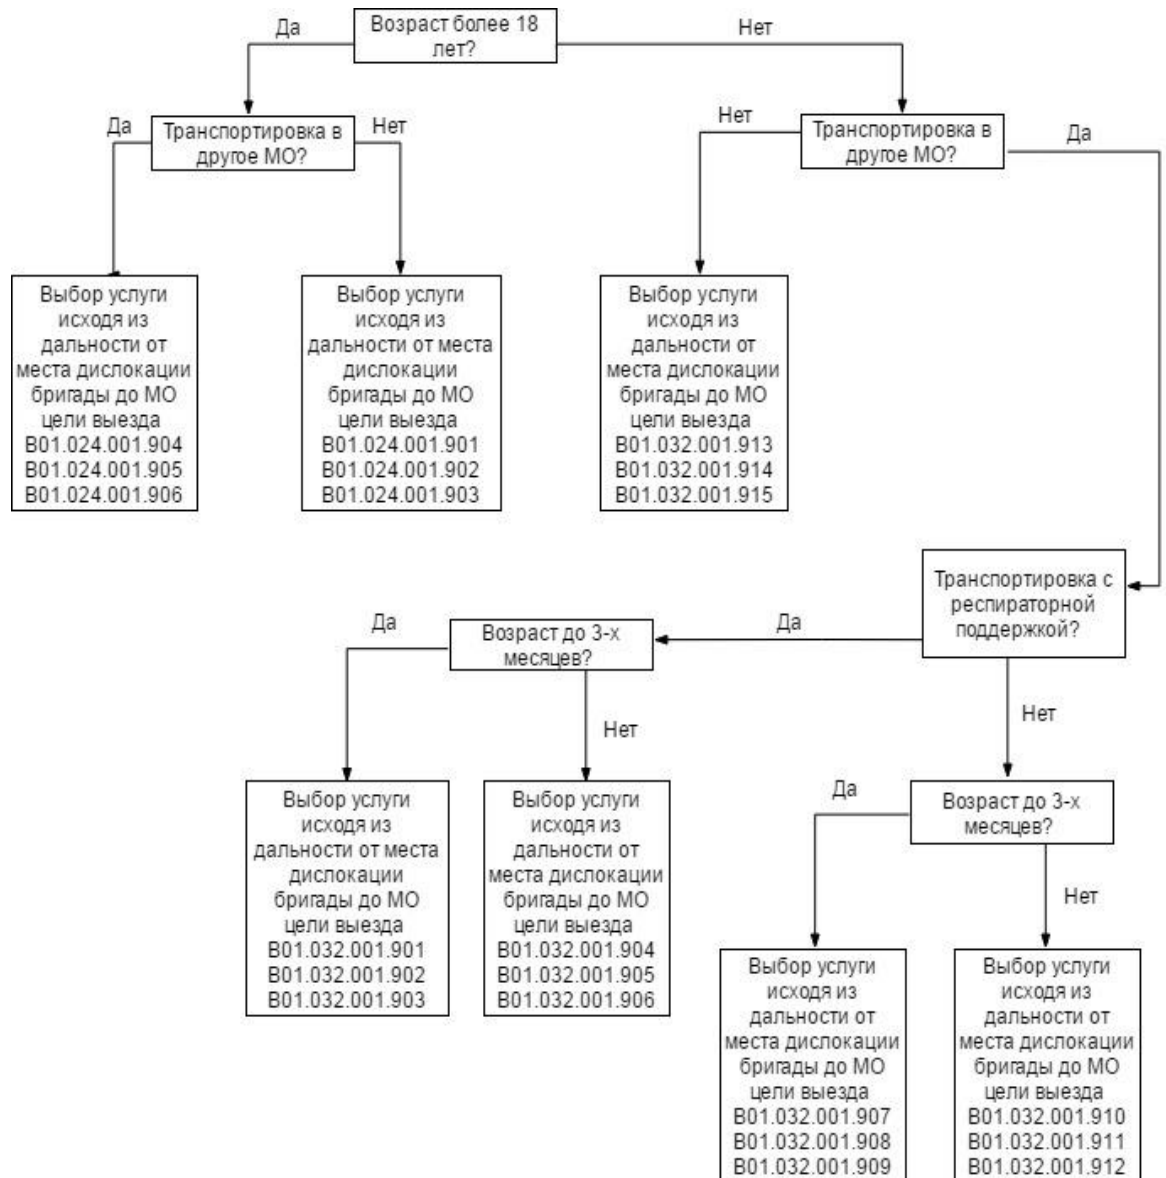 Возраст более 18
лет?
Да
Нет
Транспортировка в
другое МО?
Да
Нет
Транспортировка в
другое МО?
Нет
Да
Выбор услуги
исходя из
дальности от
места дислокации
бригады до МО
цели выезда
B01.024.001.904
B01.024.001.905
B01.024.001.906
Выбор услуги
исходя из
дальности от места
дислокации
бригады до МО
цели выезда
B01.024.001.901
B01.024.001.902
B01.024.001.903
Выбор услуги
исходя из
дальности от
места дислокации
бригады до МО
цели выезда
B01.032.001.913
B01.032.001.914
B01.032.001.915
Транспортировка с
респираторной
поддержкой?
Да
Нет
Возраст до 3-х
месяцев?
Да
Нет
Возраст до 3-х
месяцев?
Да
Нет
Выбор услуги
исходя из
дальности от места
дислокации
бригады до МО
цели выезда
B01.032.001.901
B01.032.001.902
B01.032.001.903
Выбор услуги
исходя из
дальности от
места дислокации
бригады до МО
цели выезда
B01.032.001.904
B01.032.001.905
B01.032.001.906
Выбор услуги
исходя из
дальности от
места дислокации
бригады до МО
цели выезда
B01.032.001.907
B01.032.001.908
B01.032.001.909
Выбор услуги
исходя из
дальности от
места дислокации
бригады до МО
цели выезда
B01.032.001.910
B01.032.001.911
B01.032.001.912